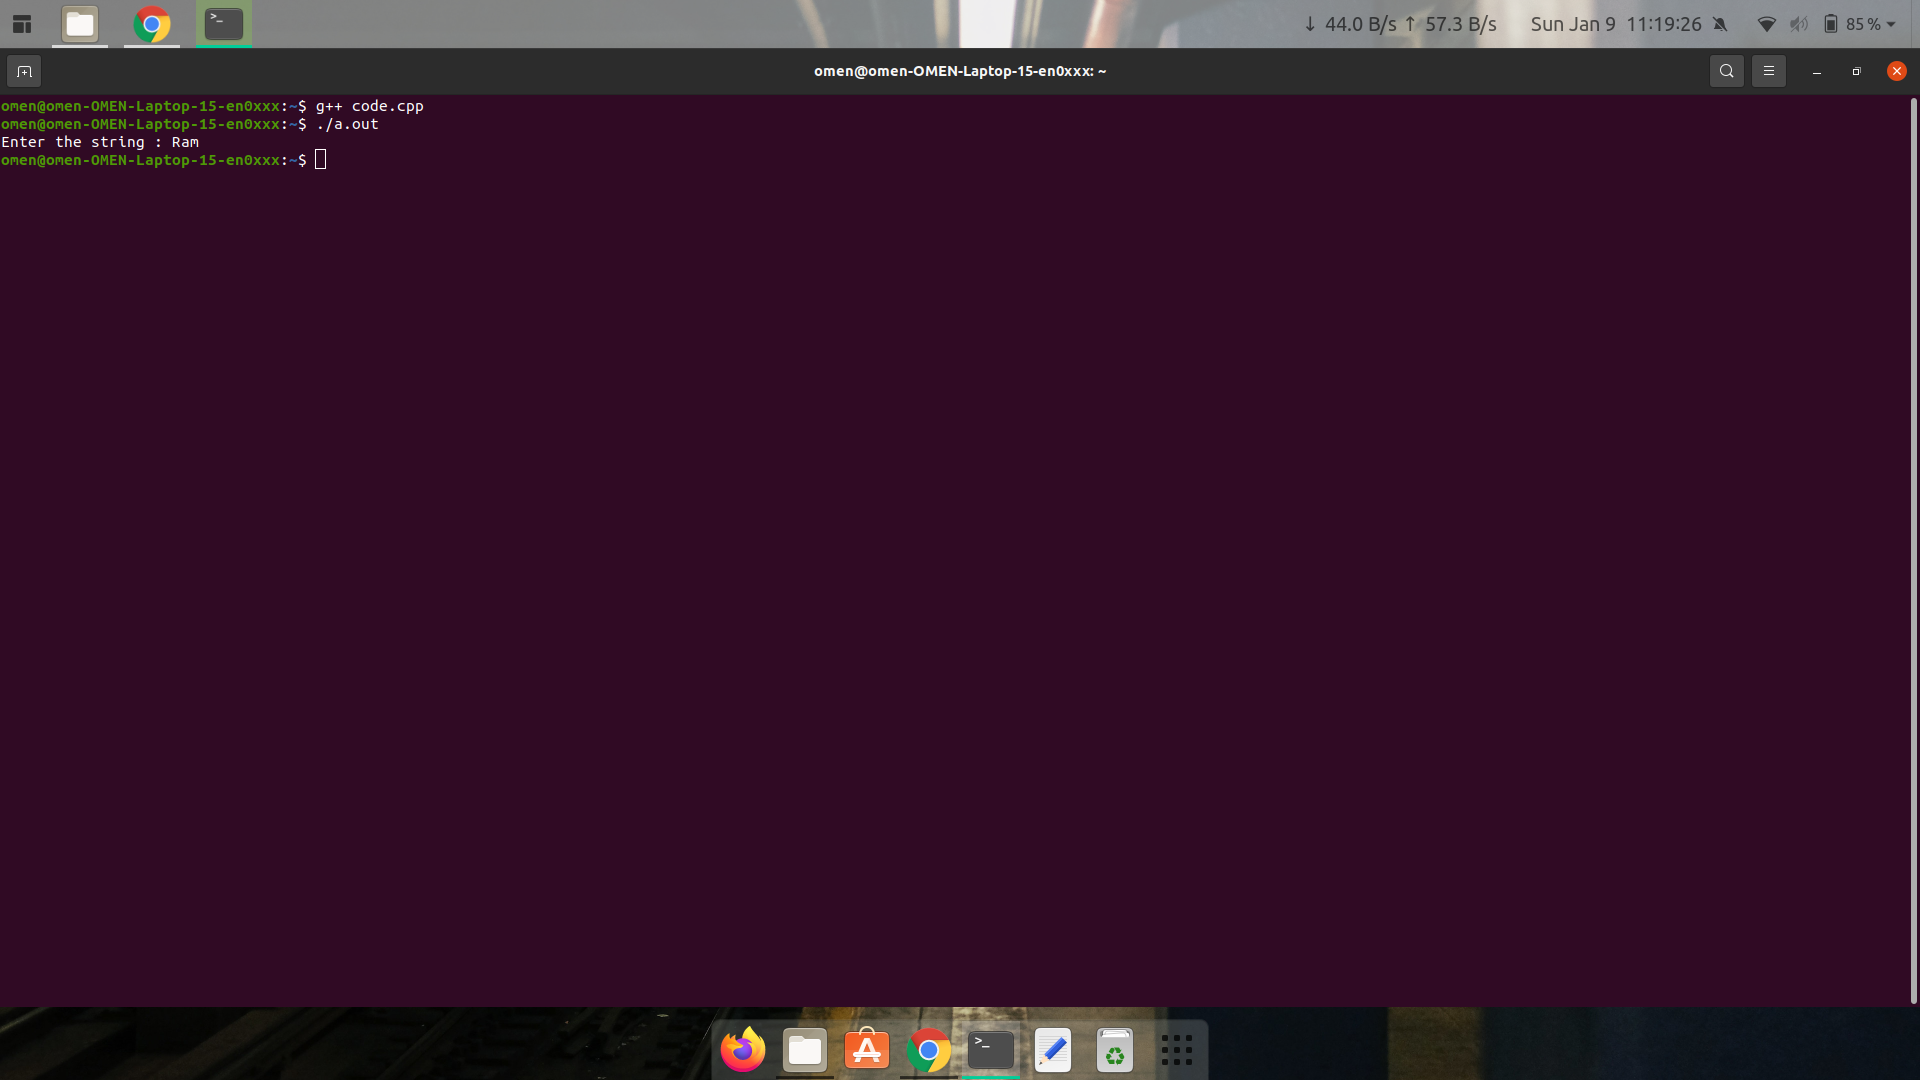 ↓ 44.0 B/s ↑ 57.3 B/s Sun Jan 9 11:19:26 85 %
omen@omen-OMEN-Laptop-15-en0xxx: ~
omen@omen-OMEN-Laptop-15-en0xxx:~$ g++ code.cpp
omen@omen-OMEN-Laptop-15-en0xxx:~$ ./a.out
Enter the string : Ram
omen@omen-OMEN-Laptop-15-en0xxx:~$